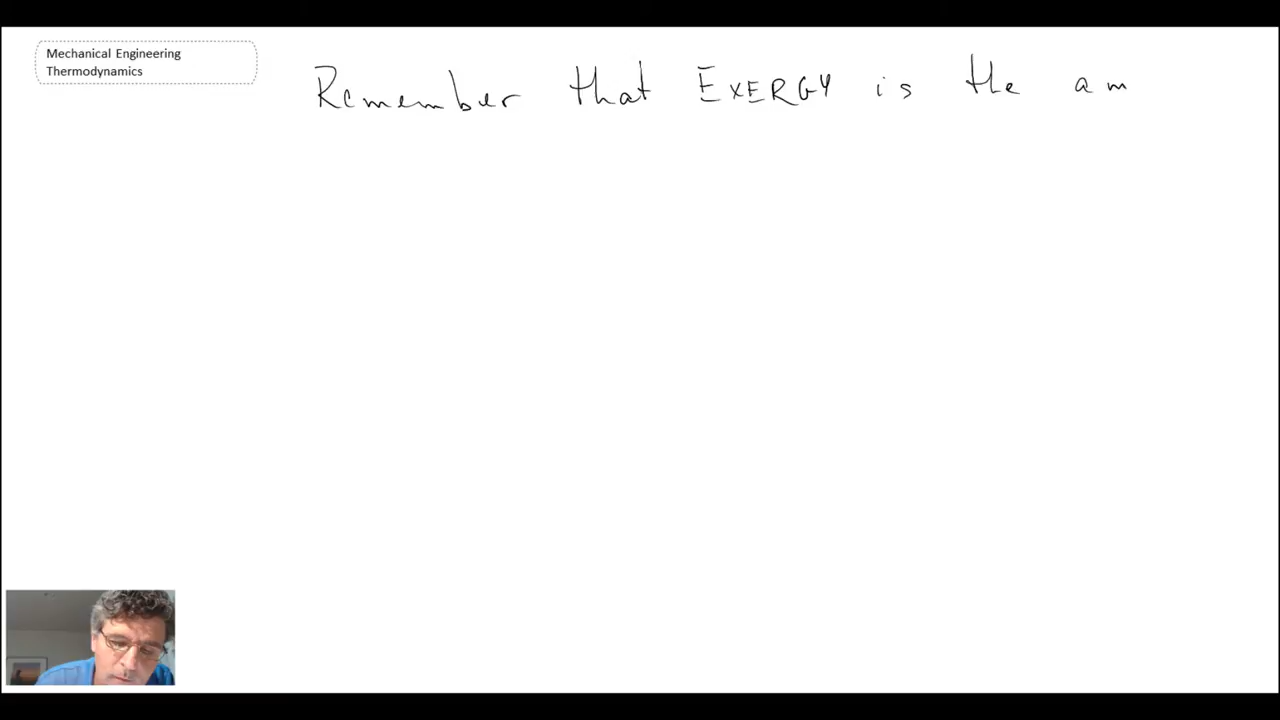 Mechanical Engineering
Thermodynamics
Remember that EXERGY is the am